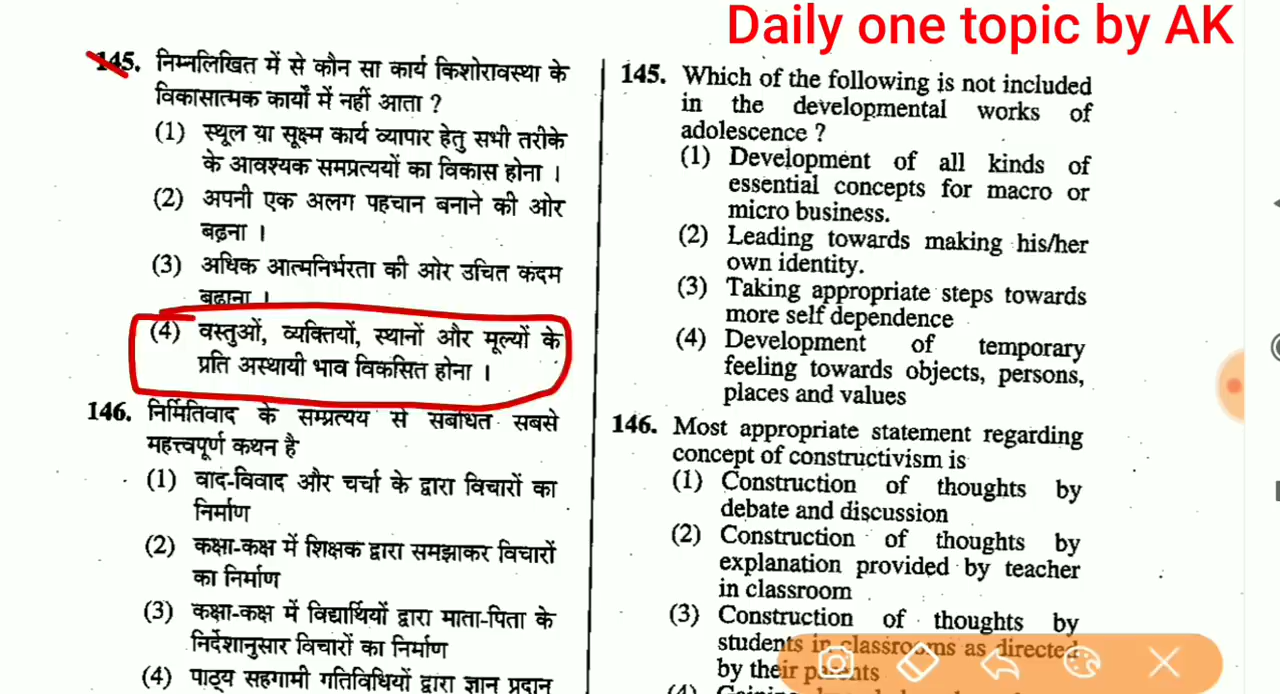 Daily one topic by AK
145. निम्नलिखित में से कौन सा कार्य किशोरावस्था के
विकासात्मक कार्यों में नहीं आता ?
(1) स्थूल या सूक्ष्म कार्य व्यापार हेतु सभी तरीके
के आवश्यक समप्रत्ययों का विकास होना ।
(2) अपनी एक अलग पहचान बनाने की ओर
बढ़ना ।
(3) अधिक आत्मनिर्भरता की ओर उचित कदम
बढ़ाना ।
(4) वस्तुओं, व्यक्तियों, स्थानों और मूल्यों के
प्रति अस्थायी भाव विकसित होना ।
146. निर्मितिवाद के सम्प्रत्यय से संबंधित सबसे
महत्त्वपूर्ण कथन है
(1) वाद-विवाद और चर्चा के द्वारा विचारों का
निर्माण
(2) कक्षा-कक्ष में शिक्षक द्वारा समझाकर विचारों
का निर्माण
(3) कक्षा-कक्ष में विद्यार्थियों द्वारा माता-पिता के
निर्देशानुसार विचारों का निर्माण
(4) पाठ्य सहगामी गतिविधियों द्वारा ज्ञान प्रदान
145. Which of the following is not included
in the developmental works of
adolescence ?
(1) Development of all kinds of
essential concepts for macro or
micro business.
(2) Leading towards making his/her
own identity.
(3) Taking appropriate steps towards
more self dependence
(4) Development of temporary
feeling towards objects, persons,
places and values
146. Most appropriate statement regarding
concept of constructivism is
(1) Construction of thoughts by
debate and discussion
(2) Construction of thoughts by
explanation provided by teacher
in classroom
(3) Construction of thoughts by
students in classrooms as directed
by their parents